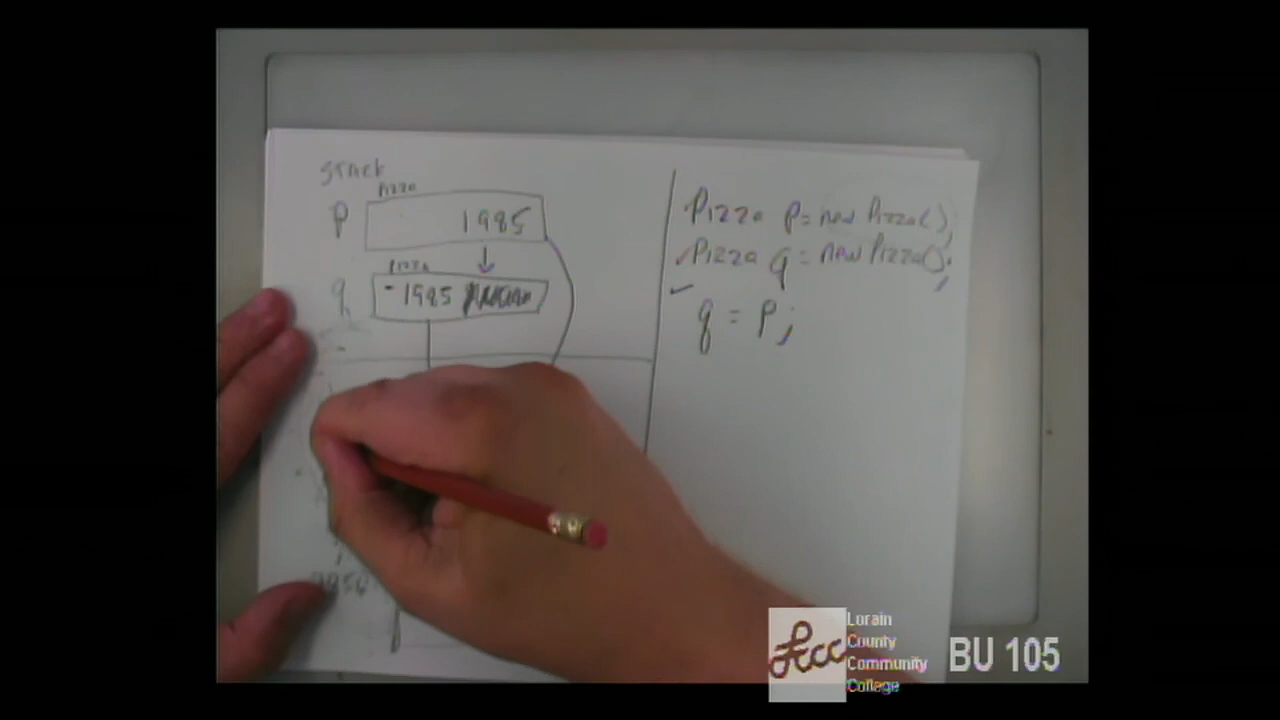 stack
Pizza
p 1985
Pizza
q 1985
Pizza p = new Pizza();
Pizza q = new Pizza();
q = p;
Lorain
County
Community
College
BU 105